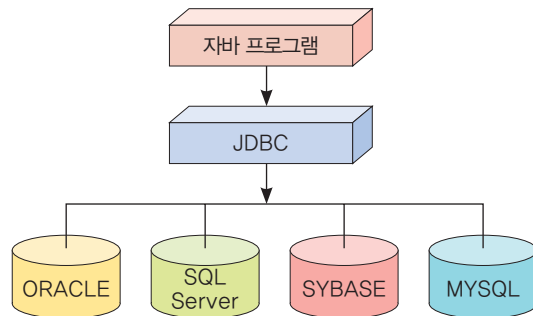 자바 프로그램
JDBC
ORACLE
SQL
Server
SYBASE
MYSQL